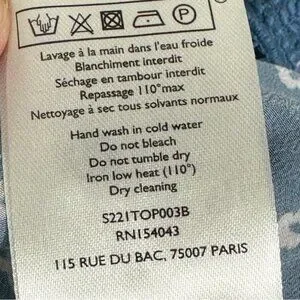 P
Lavage à la main dans l'eau froide
Blanchiment interdit
Séchage en tambour interdit
Repassage 110° max
Nettoyage à sec tous solvants normaux
Hand wash in cold water
Do not bleach
Do not tumble dry
Iron low heat (110°)
Dry cleaning
S221TOP003B
RN154043
115 RUE DU BAC, 75007 PARIS